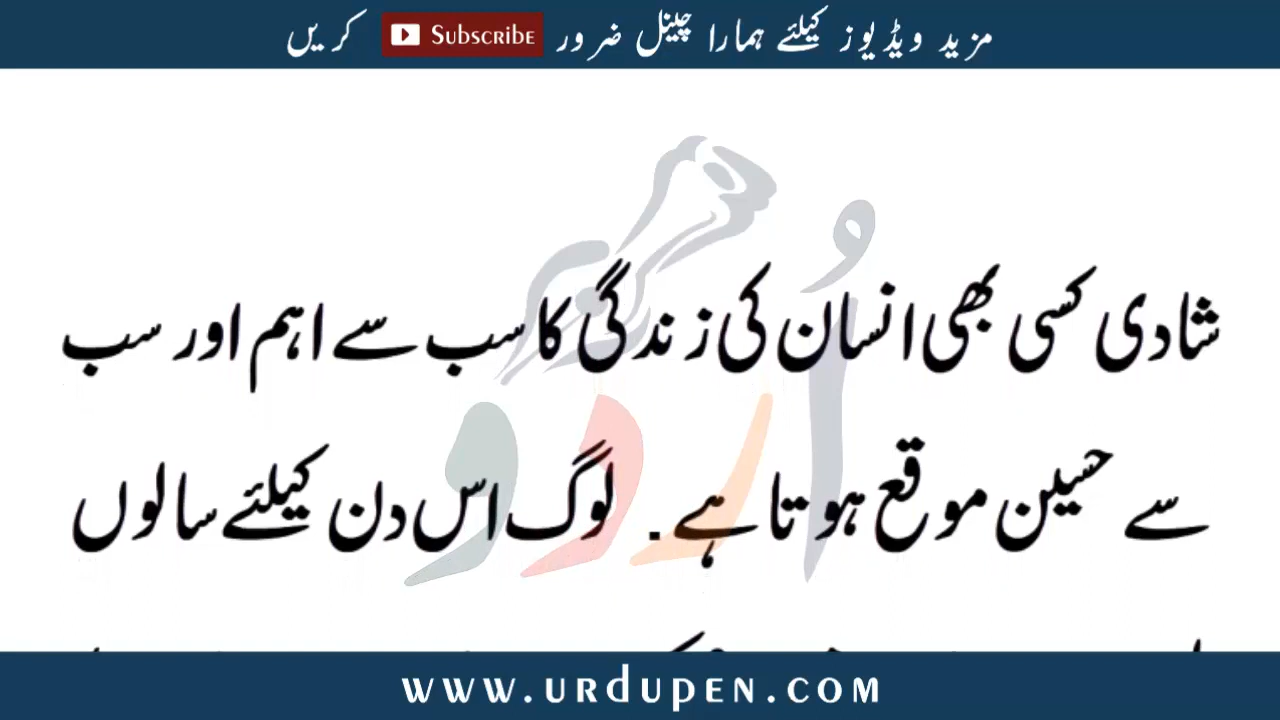 مزید ویڈیوز کیلئے ہمارا چینل ضرور Subscribe کریں
شادی کسی بھی انسان کی زندگی کا سب سے اہم اور سب
سے حسین موقع ہوتا ہے. لوگ اس دن کیلئے سالوں
اُردو
www.urdupen.com